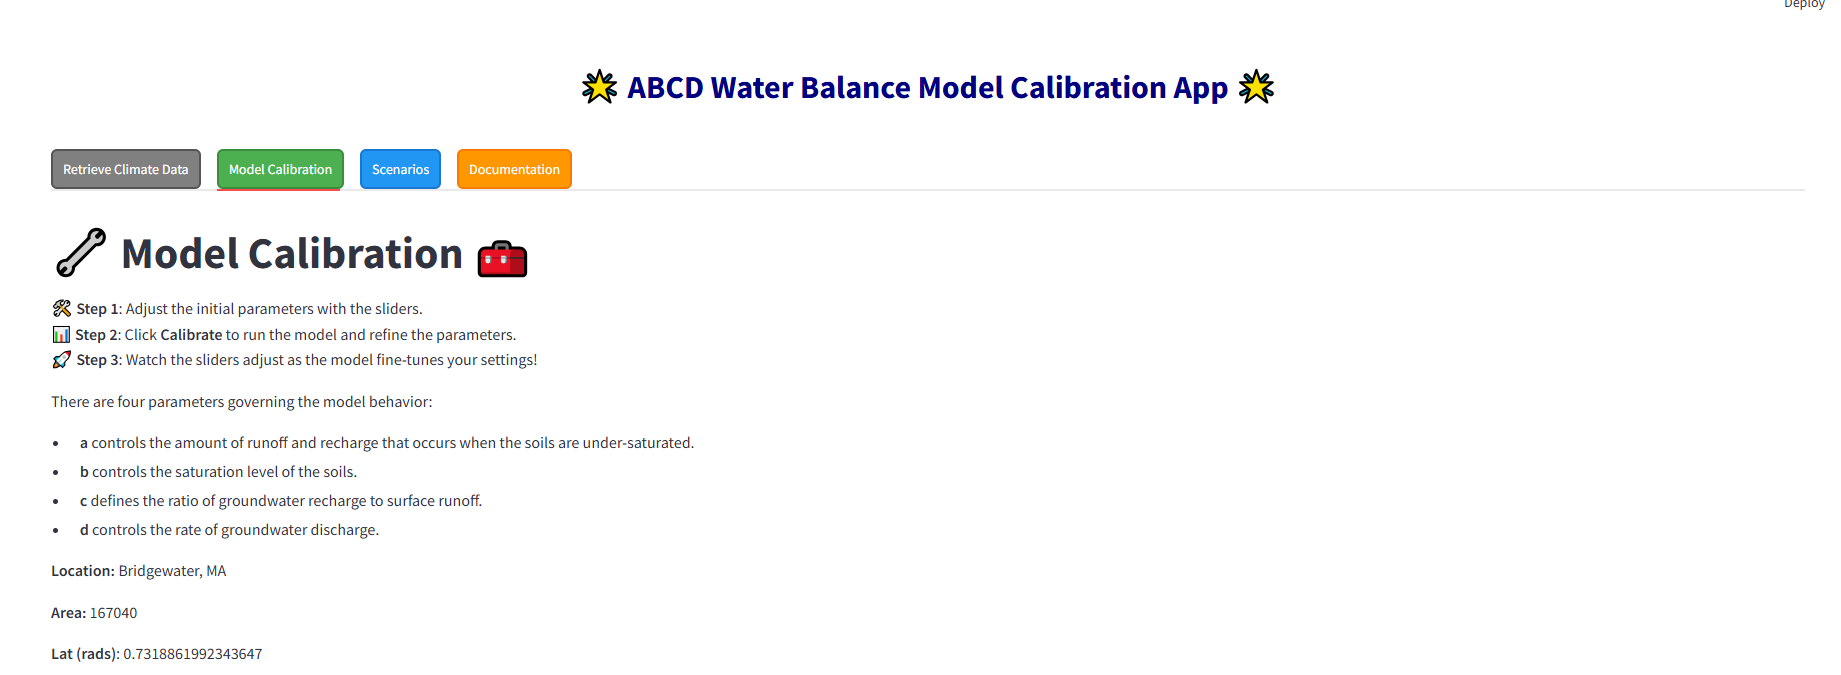 Deploy
ABCD Water Balance Model Calibration App
Retrieve Climate Data
Model Calibration
Scenarios
Documentation
Model Calibration
Step 1: Adjust the initial parameters with the sliders.
Step 2: Click Calibrate to run the model and refine the parameters.
Step 3: Watch the sliders adjust as the model fine-tunes your settings!
There are four parameters governing the model behavior:
• a controls the amount of runoff and recharge that occurs when the soils are under-saturated.
• b controls the saturation level of the soils.
• c defines the ratio of groundwater recharge to surface runoff.
• d controls the rate of groundwater discharge.
Location: Bridgewater, MA
Area: 167040
Lat (rads): 0.7318861992343647